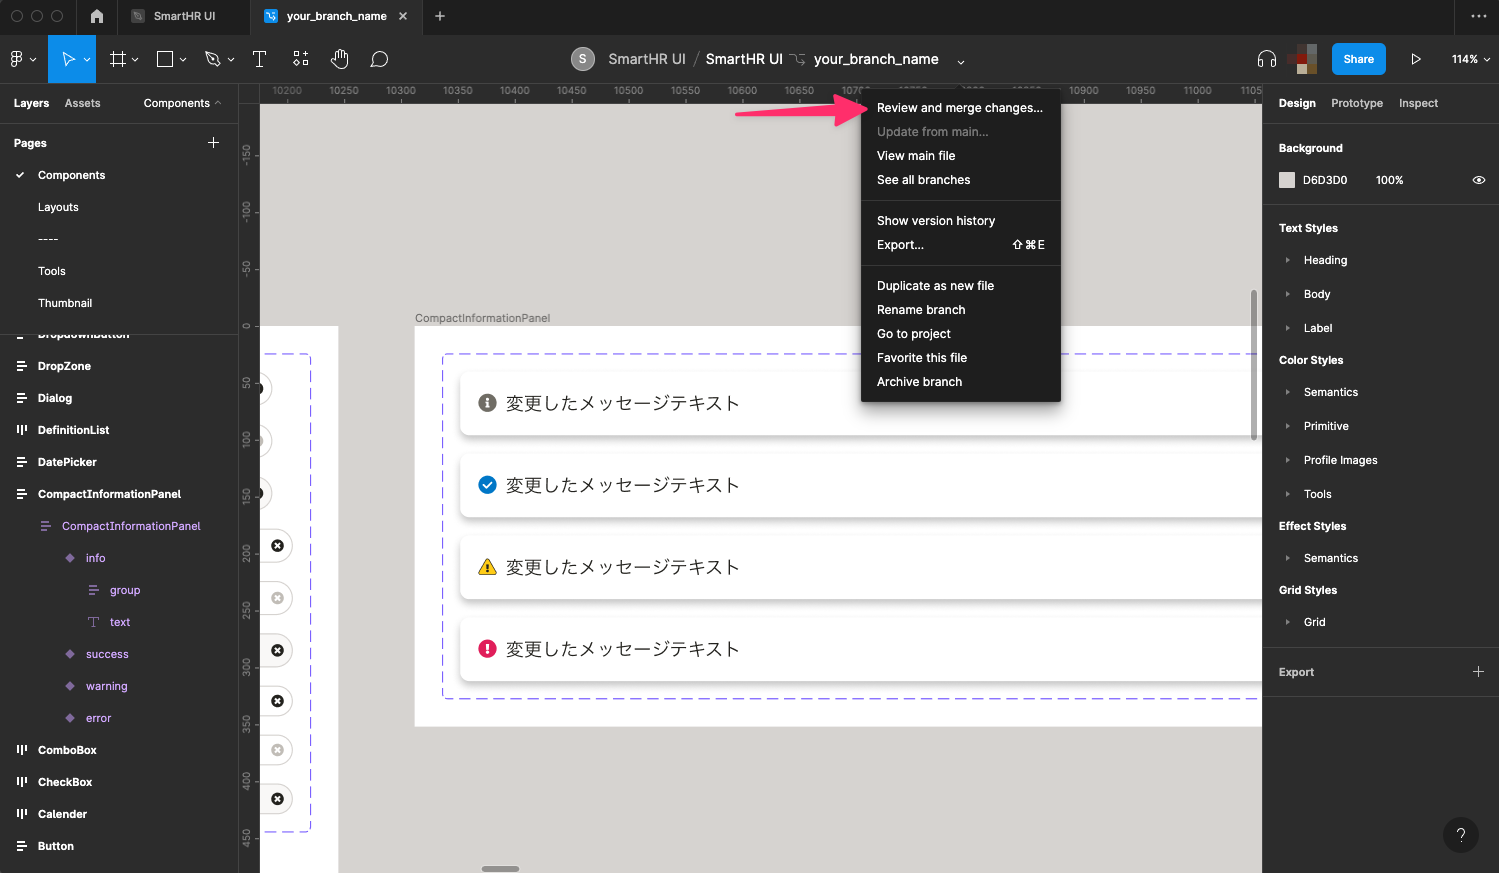 SmartHR UI
your_branch_name
S
SmartHR UI / SmartHR UI
your_branch_name
Share
114%
Layers
Assets
Components
Pages
Components
Layouts
----
Tools
Thumbnail
DropdownButton
DropZone
Dialog
DefinitionList
DatePicker
CompactInformationPanel
CompactInformationPanel
info
group
text
success
warning
error
ComboBox
CheckBox
Calender
Button
10200 10250 10300 10350 10400 10450 10500 10550 10600 10650 10900 10950 11000
-150
-100
-50
0
50
100
150
200
250
300
350
400
450
CompactInformationPanel
変更したメッセージテキスト
変更したメッセージテキスト
変更したメッセージテキスト
変更したメッセージテキスト
Review and merge changes...
Update from main...
View main file
See all branches
Show version history
Export... ⇧⌘E
Duplicate as new file
Rename branch
Go to project
Favorite this file
Archive branch
Design
Prototype
Inspect
Background
D6D3D0 100%
Text Styles
Heading
Body
Label
Color Styles
Semantics
Primitive
Profile Images
Tools
Effect Styles
Semantics
Grid Styles
Grid
Export
?